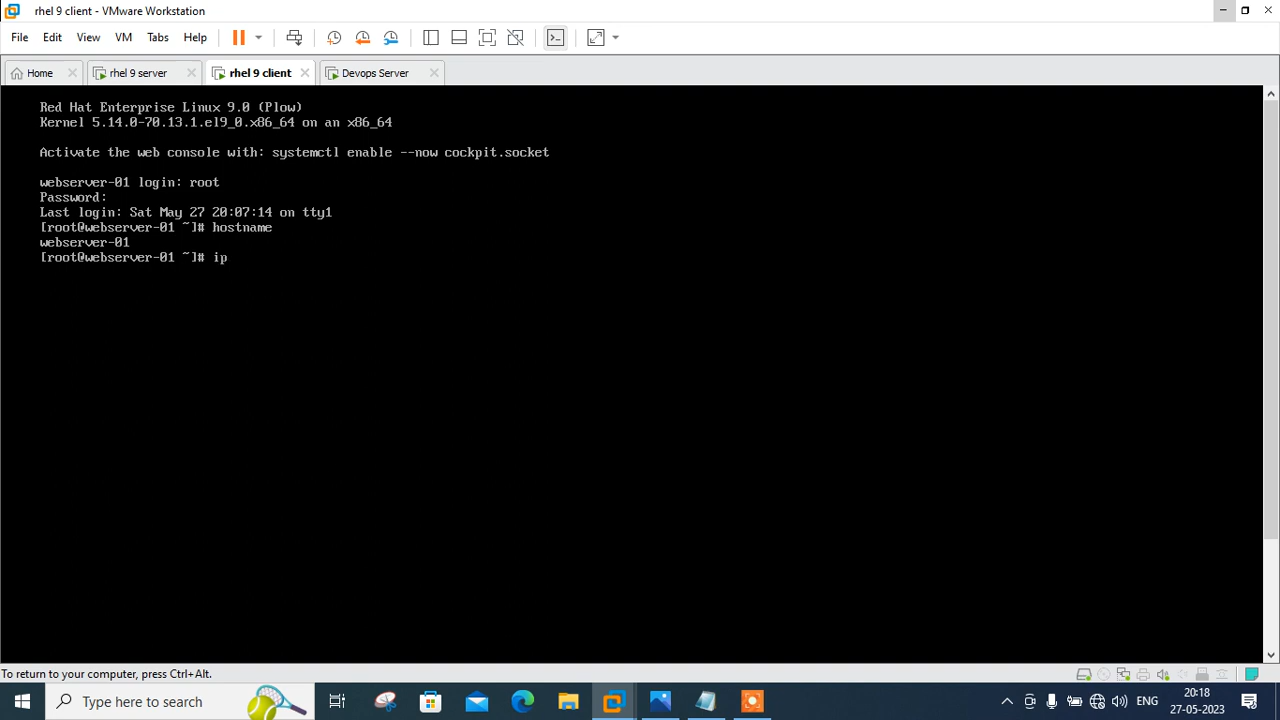 rhel 9 client - VMware Workstation
File Edit View VM Tabs Help
Home rhel 9 server rhel 9 client Devops Server
Red Hat Enterprise Linux 9.0 (Plow)
Kernel 5.14.0-70.13.1.el9_0.x86_64 on an x86_64
Activate the web console with: systemctl enable --now cockpit.socket
webserver-01 login: root
Password:
Last login: Sat May 27 20:07:14 on tty1
[root@webserver-01 ~]# hostname
webserver-01
[root@webserver-01 ~]# ip
To return to your computer, press Ctrl+Alt.
Type here to search
ENG
20:18
27-05-2023